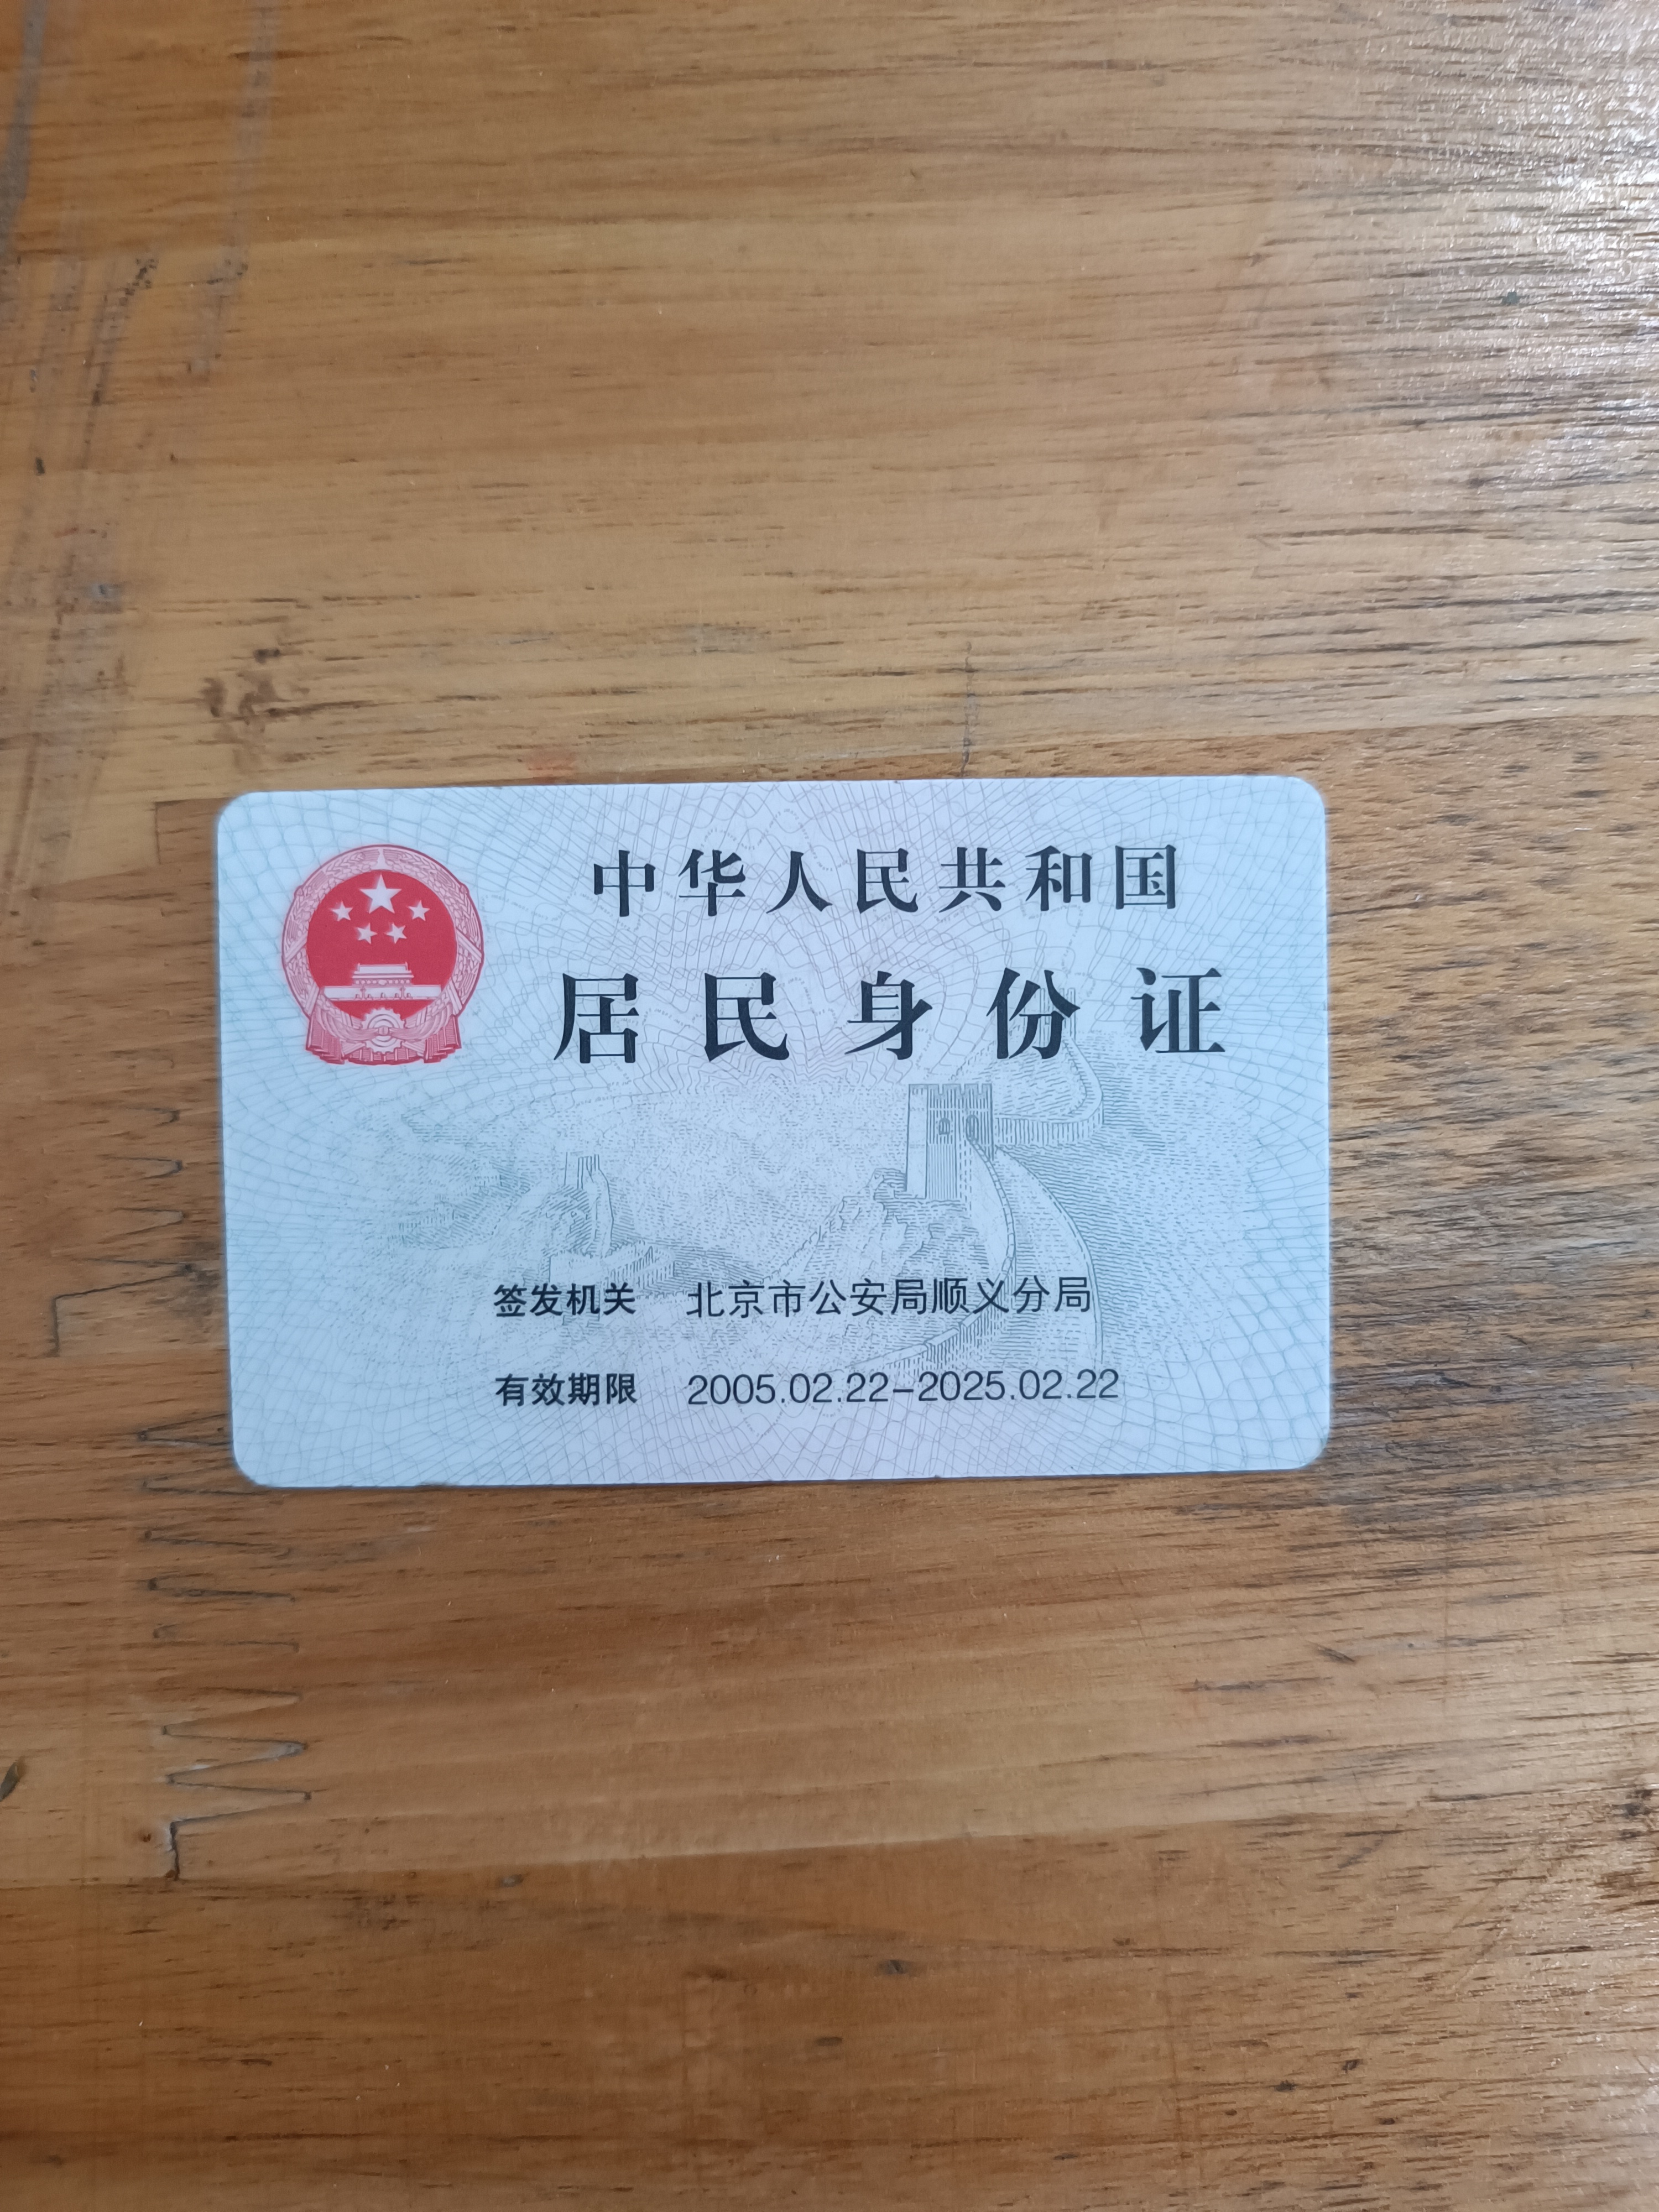 中华人民共和国
居民身份证
签发机关 北京市公安局顺义分局
有效期限 2005.02.22-2025.02.22